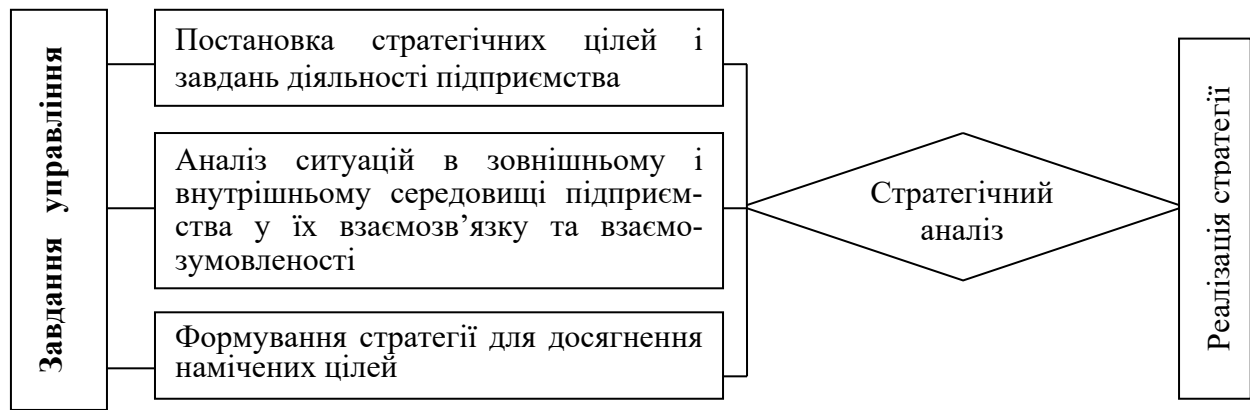 Завдання управління
Постановка стратегічних цілей і
завдань діяльності підприємства
Аналіз ситуацій в зовнішньому і
внутрішньому середовищі підприєм-
ства у їх взаємозв’язку та взаємо-
зумовленості
Формування стратегії для досягнення
намічених цілей
Стратегічний
аналіз
Реалізація стратегії